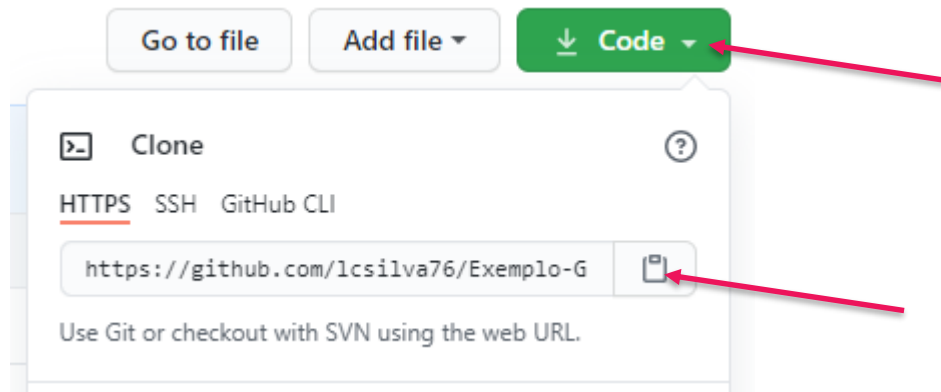 Go to file Add file Code
Clone
HTTPS SSH GitHub CLI
https://github.com/lcsilva76/Exemplo-G
Use Git or checkout with SVN using the web URL.